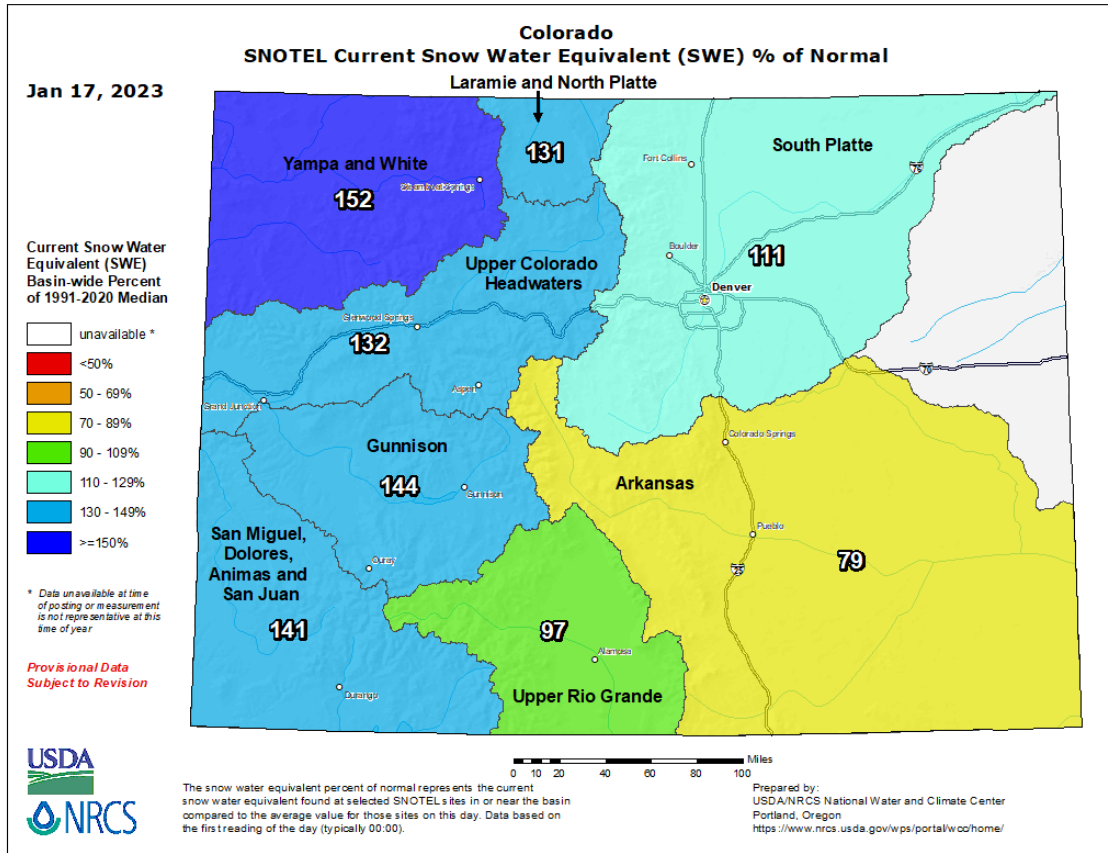 Colorado
SNOTEL Current Snow Water Equivalent (SWE) % of Normal
Jan 17, 2023
Laramie and North Platte
131
Yampa and White
152
Steamboat Springs
Fort Collins
South Platte
76
Boulder
111
Denver
Upper Colorado
Headwaters
Glenwood Springs
132
Aspen
Grand Junction
70
Colorado Springs
Gunnison
144
Gunnison
Arkansas
Pueblo
79
25
San Miguel,
Dolores,
Animas and
San Juan
141
Ouray
Durango
97
Alamosa
Upper Rio Grande
Current Snow Water
Equivalent (SWE)
Basin-wide Percent
of 1991-2020 Median
unavailable *
<50%
50 - 69%
70 - 89%
90 - 109%
110 - 129%
130 - 149%
>=150%
* Data unavailable at time
of posting or measurement
is not representative at this
time of year
Provisional Data
Subject to Revision
USDA
NRCS
Miles
0 10 20 40 60 80 100
The snow water equivalent percent of normal represents the current
snow water equivalent found at selected SNOTEL sites in or near the basin
compared to the average value for those sites on this day. Data based on
the first reading of the day (typically 00:00).
Prepared by:
USDA/NRCS National Water and Climate Center
Portland, Oregon
https://www.nrcs.usda.gov/wps/portal/wcc/home/